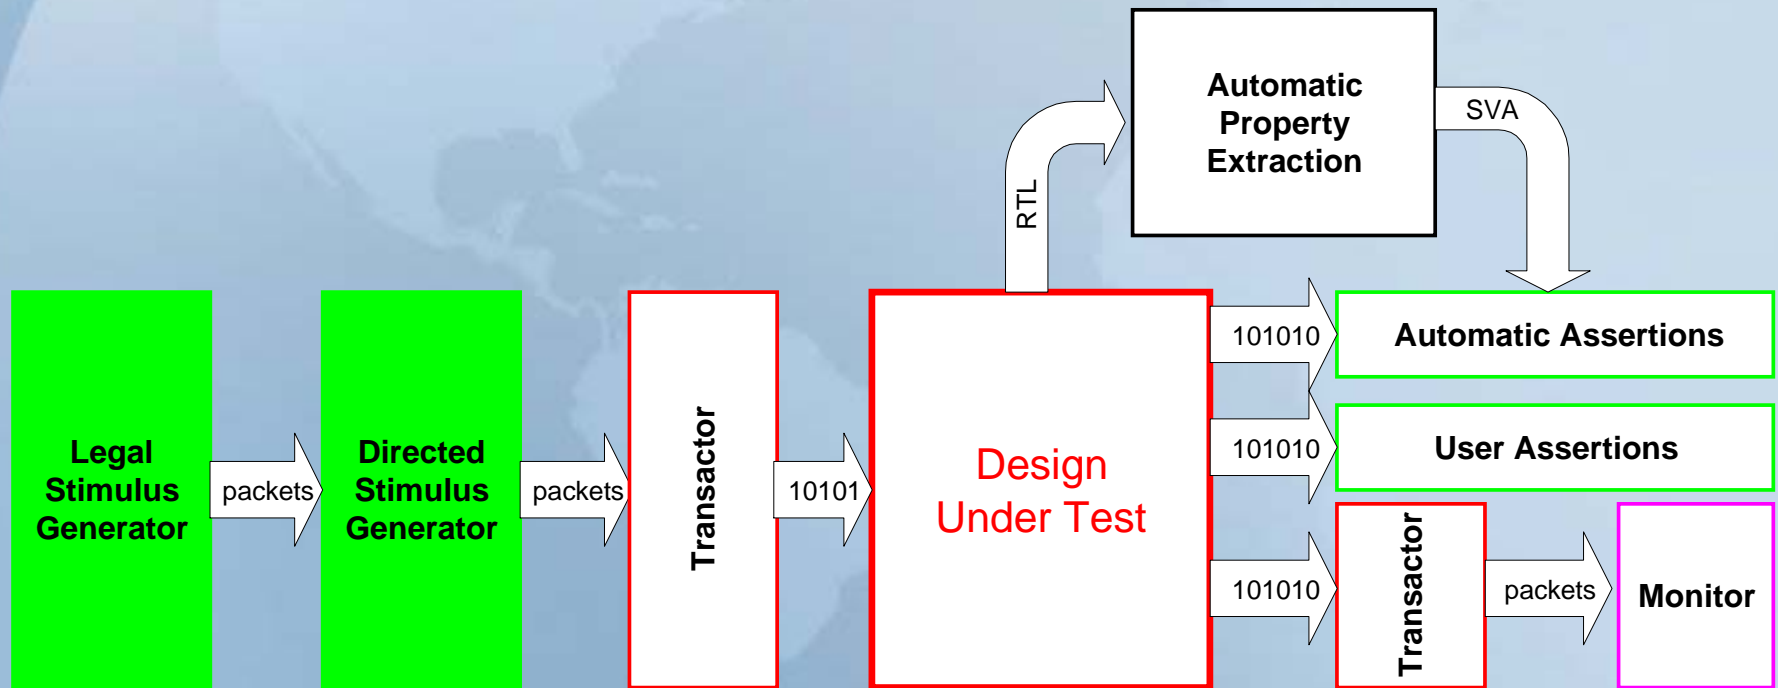 Automatic
Property
Extraction
SVA
RTL
Legal
Stimulus
Generator
packets
Directed
Stimulus
Generator
packets
Transactor
10101
Design
Under Test
101010
Automatic Assertions
101010
User Assertions
101010
Transactor
packets
Monitor